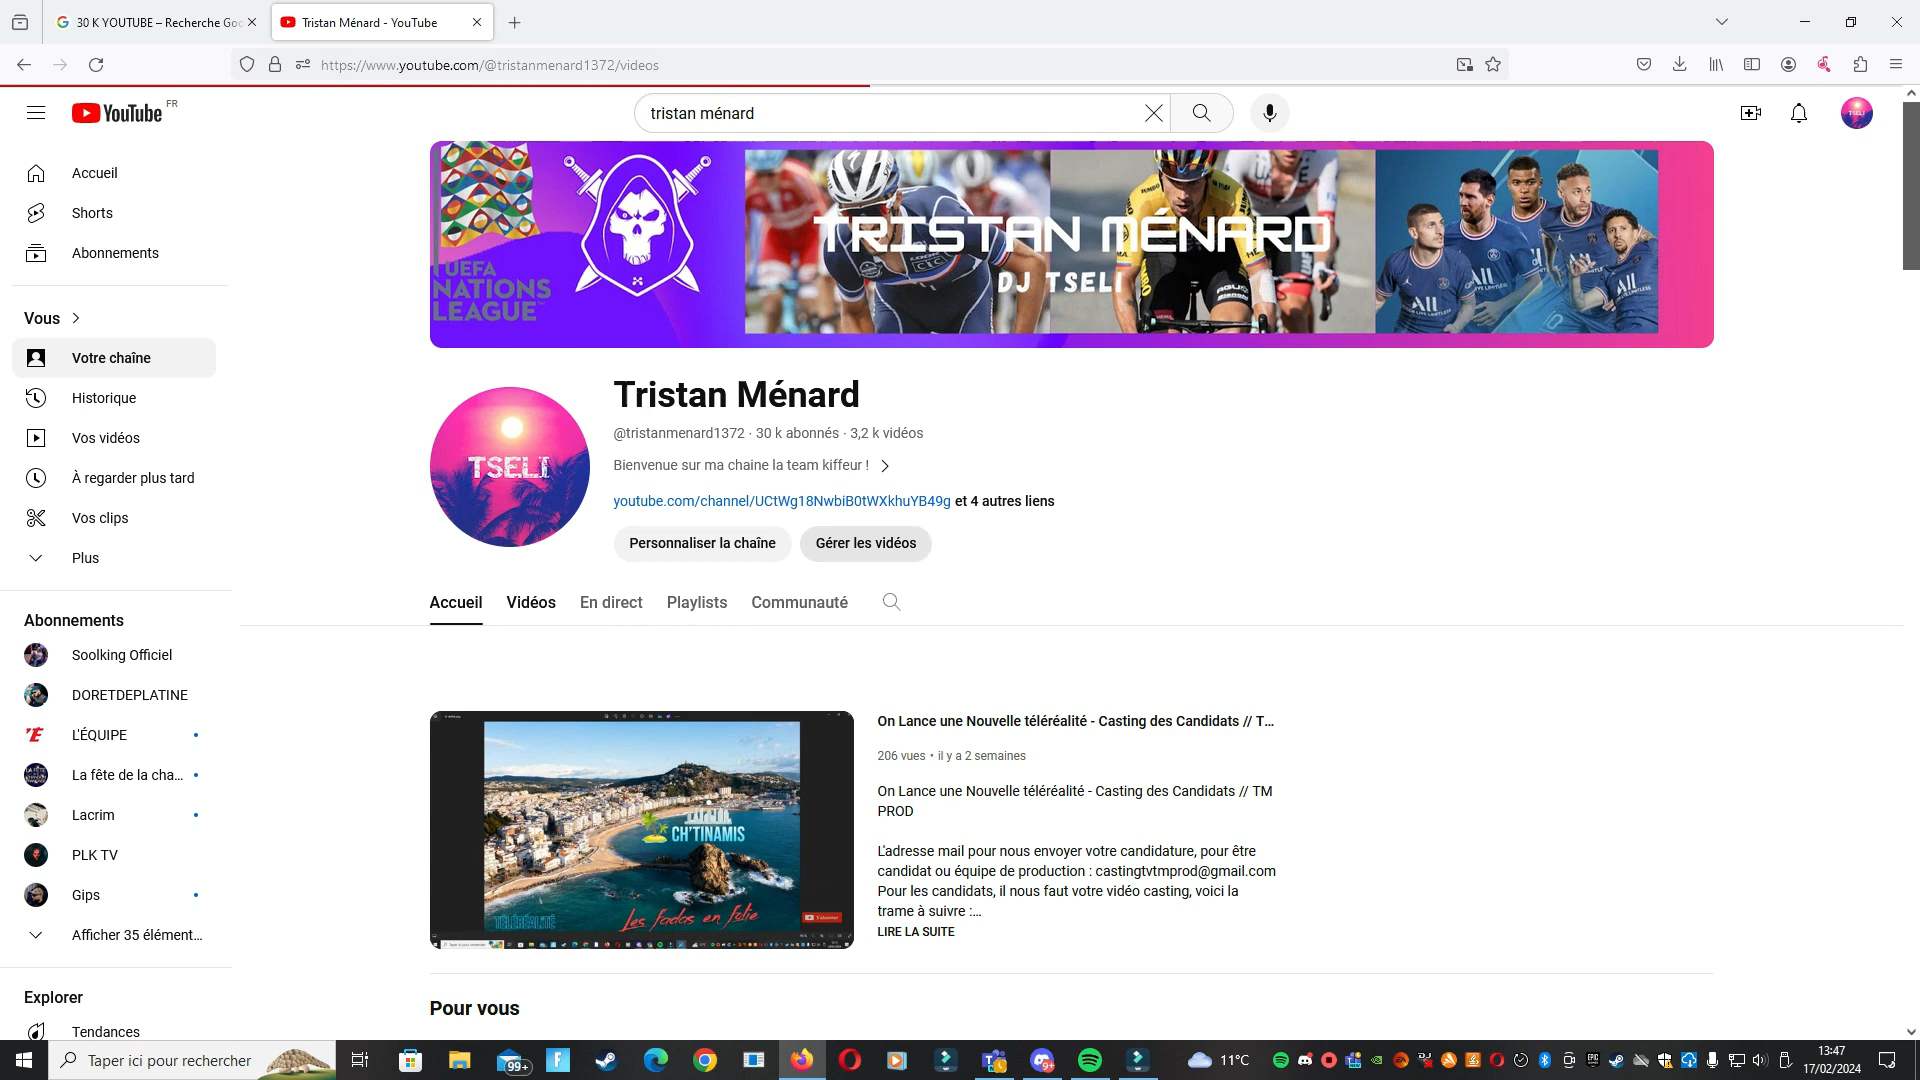 30 K YOUTUBE – Recherche Goo
Tristan Ménard - YouTube
https://www.youtube.com/@tristanmenard1372/videos
YouTube FR
tristan ménard
TSELI
Accueil
Shorts
Abonnements
Vous
Votre chaîne
Historique
Vos vidéos
À regarder plus tard
Vos clips
Plus
Abonnements
Soolking Officiel
DORETDEPLATINE
L'ÉQUIPE
La fête de la cha...
Lacrim
PLK TV
Gips
Afficher 35 élément...
Explorer
Tendances
UEFA
NATIONS
LEAGUE
TRISTAN MÉNARD
DJ TSELI
TSELI
Tristan Ménard
@tristanmenard1372 · 30 k abonnés · 3,2 k vidéos
Bienvenue sur ma chaine la team kiffeur !
youtube.com/channel/UCtWg18NwbiB0tWXkhuYB49g et 4 autres liens
Personnaliser la chaîne
Gérer les vidéos
Accueil
Vidéos
En direct
Playlists
Communauté
CH'TINAMIS
TÉLÉRÉALITÉ
Les fadas en folie
S'abonner
On Lance une Nouvelle téléréalité - Casting des Candidats // T...
206 vues • il y a 2 semaines
On Lance une Nouvelle téléréalité - Casting des Candidats // TM
PROD
L'adresse mail pour nous envoyer votre candidature, pour être
candidat ou équipe de production : castingtvtmprod@gmail.com
Pour les candidats, il nous faut votre vidéo casting, voici la
trame à suivre :...
LIRE LA SUITE
Pour vous
Taper ici pour rechercher
99+
9+
11°C
13:47
17/02/2024